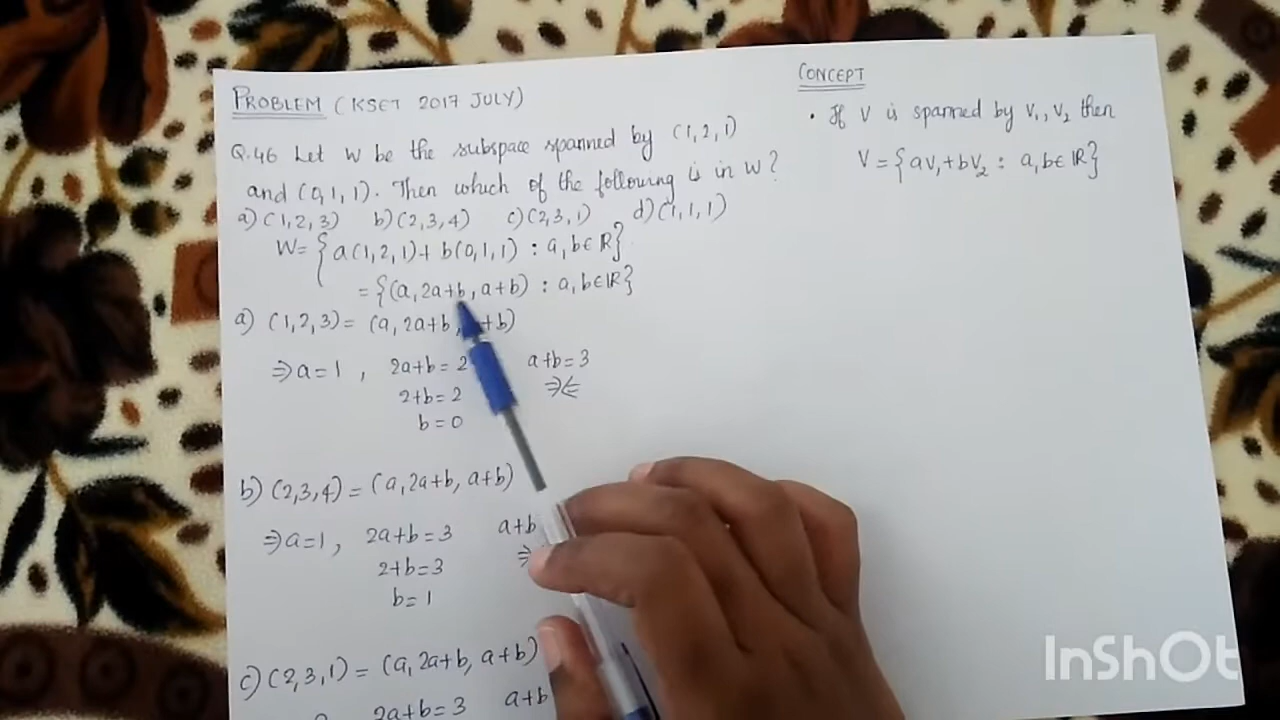 PROBLEM (KSET 2017 JULY)
Q.46 Let W be the subspace spanned by (1,2,1)
and (0,1,1). Then which of the following is in W?
a) (1,2,3) b) (2,3,4) c) (2,3,1) d) (1,1,1)
W= {a(1,2,1)+ b(0,1,1) : a,b∈ℝ}
= {(a, 2a+b, a+b) : a,b∈ℝ}
a) (1,2,3)= (a, 2a+b, +b)
⇒a=1 , 2a+b=2 a+b=3
2+b=2 ⇒⇐
b=0
b) (2,3,4)=(a,2a+b, a+b)
⇒a=1, 2a+b=3 a+b
2+b=3 ⇒
b=1
c) (2,3,1) = (a, 2a+b, a+b)
2a+b=3 a+b
CONCEPT
• If V is spanned by v₁, v₂ then
V={av₁+bv₂ : a,b∈ℝ}
InShOt